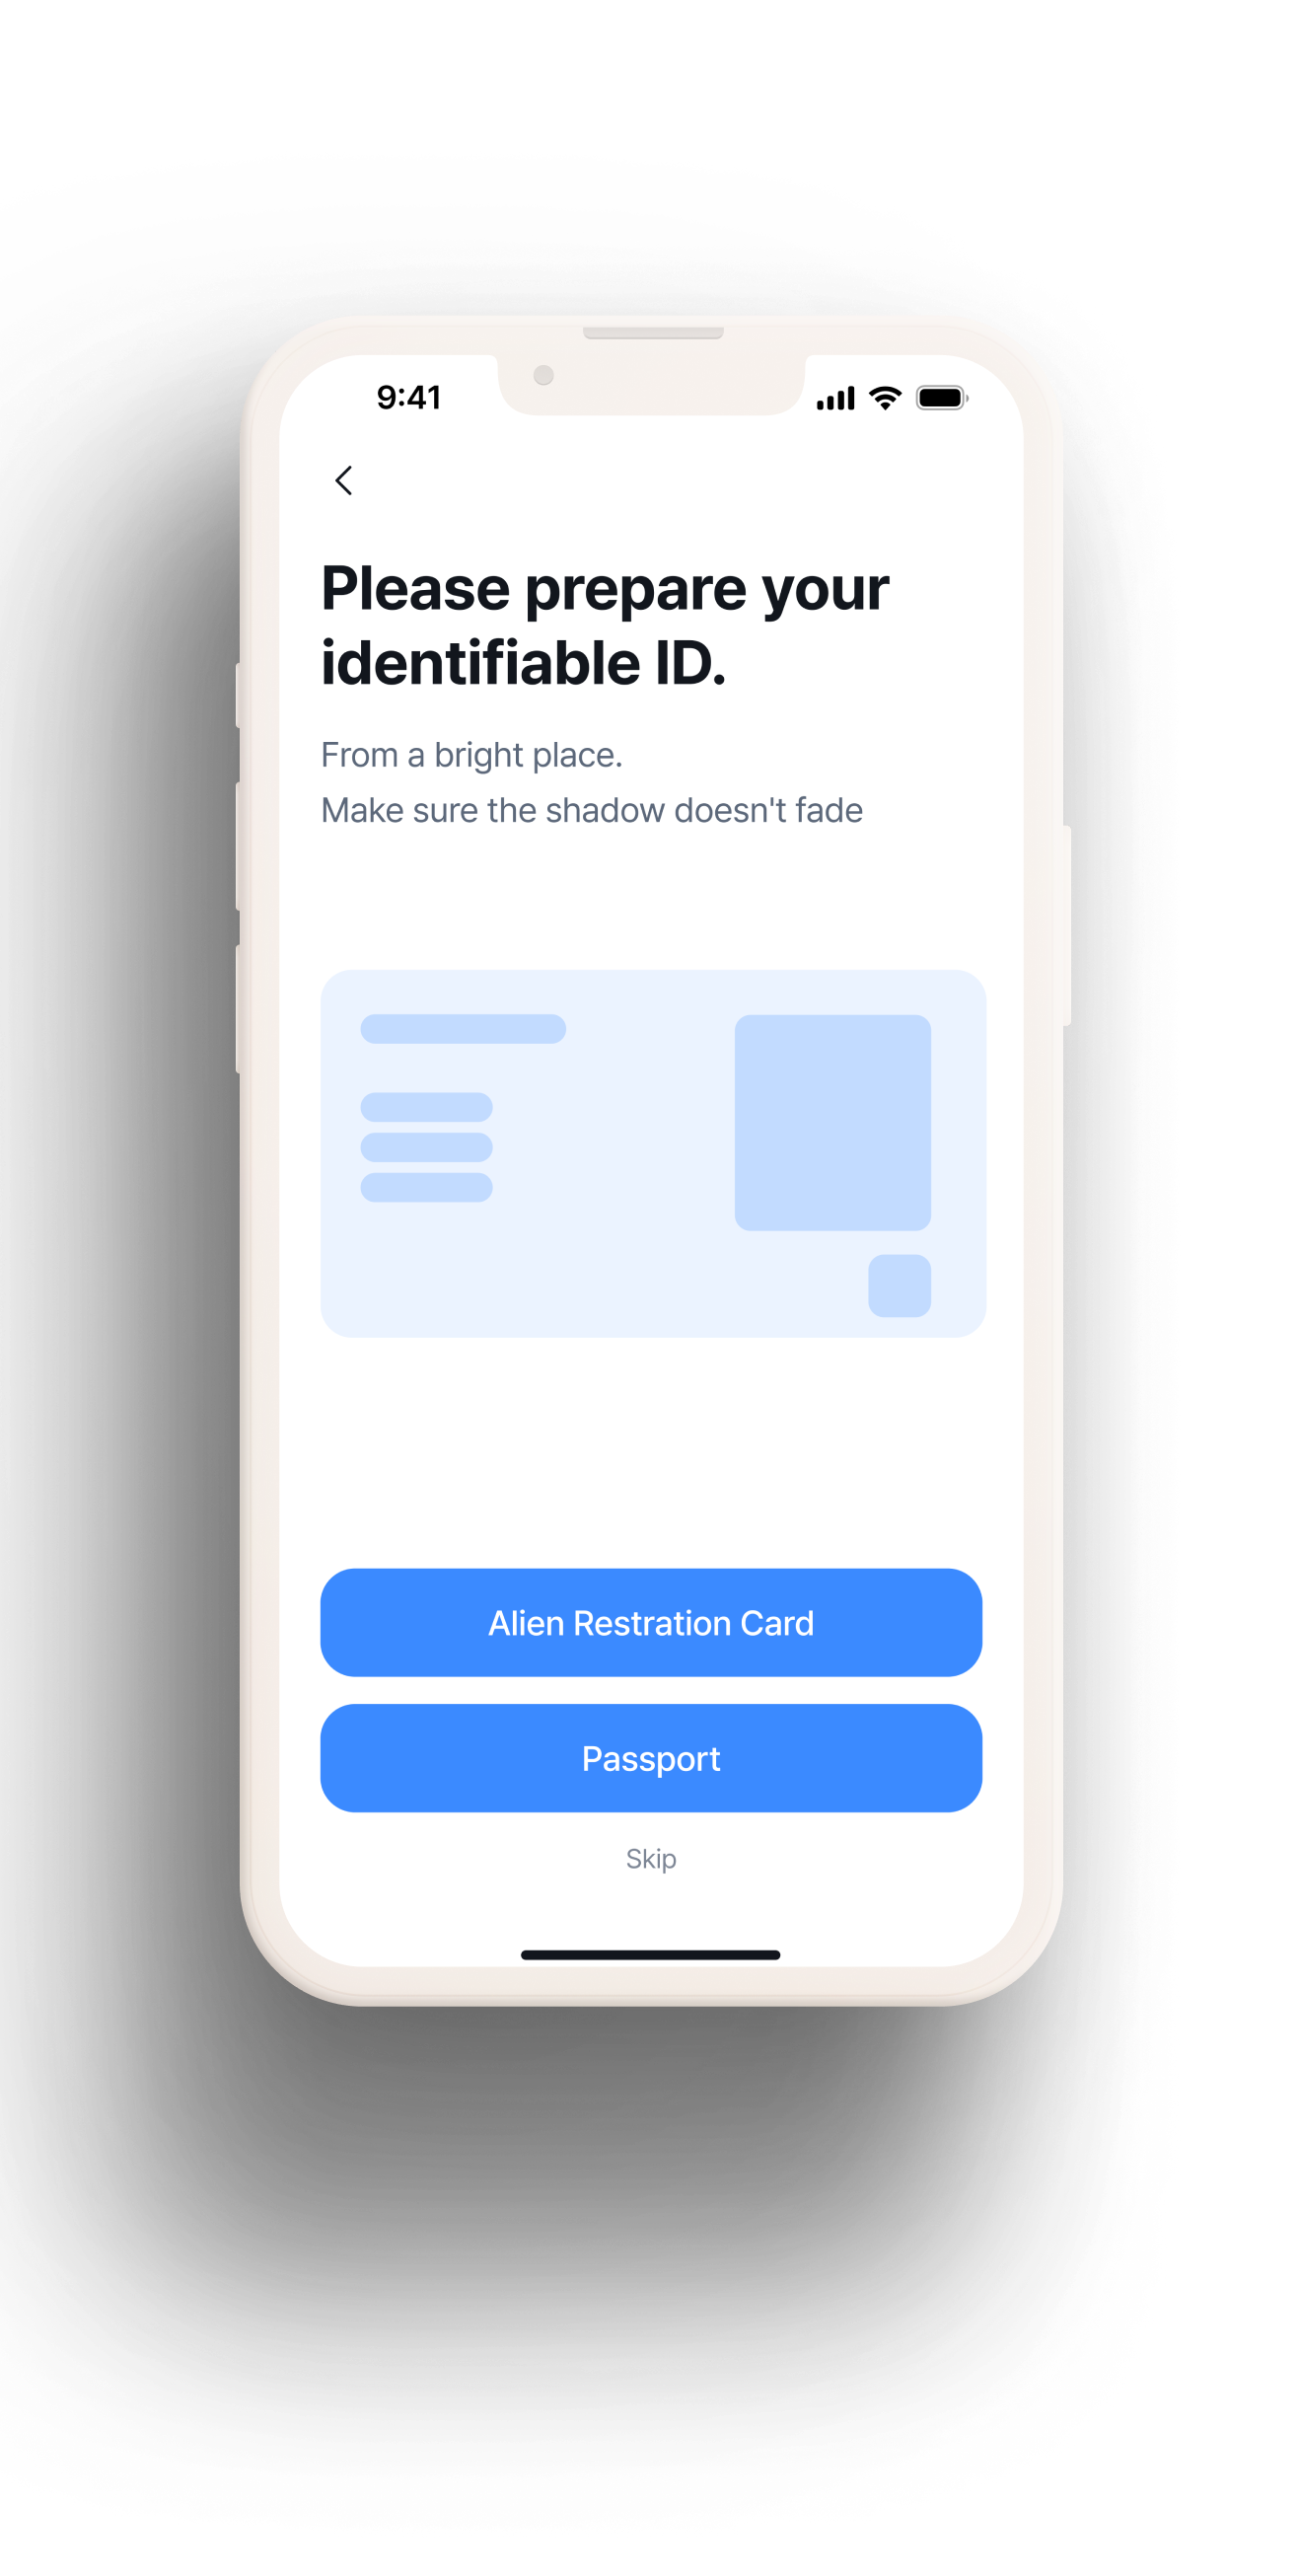 9:41
Please prepare your
identifiable ID.
From a bright place.
Make sure the shadow doesn't fade
Alien Restration Card
Passport
Skip